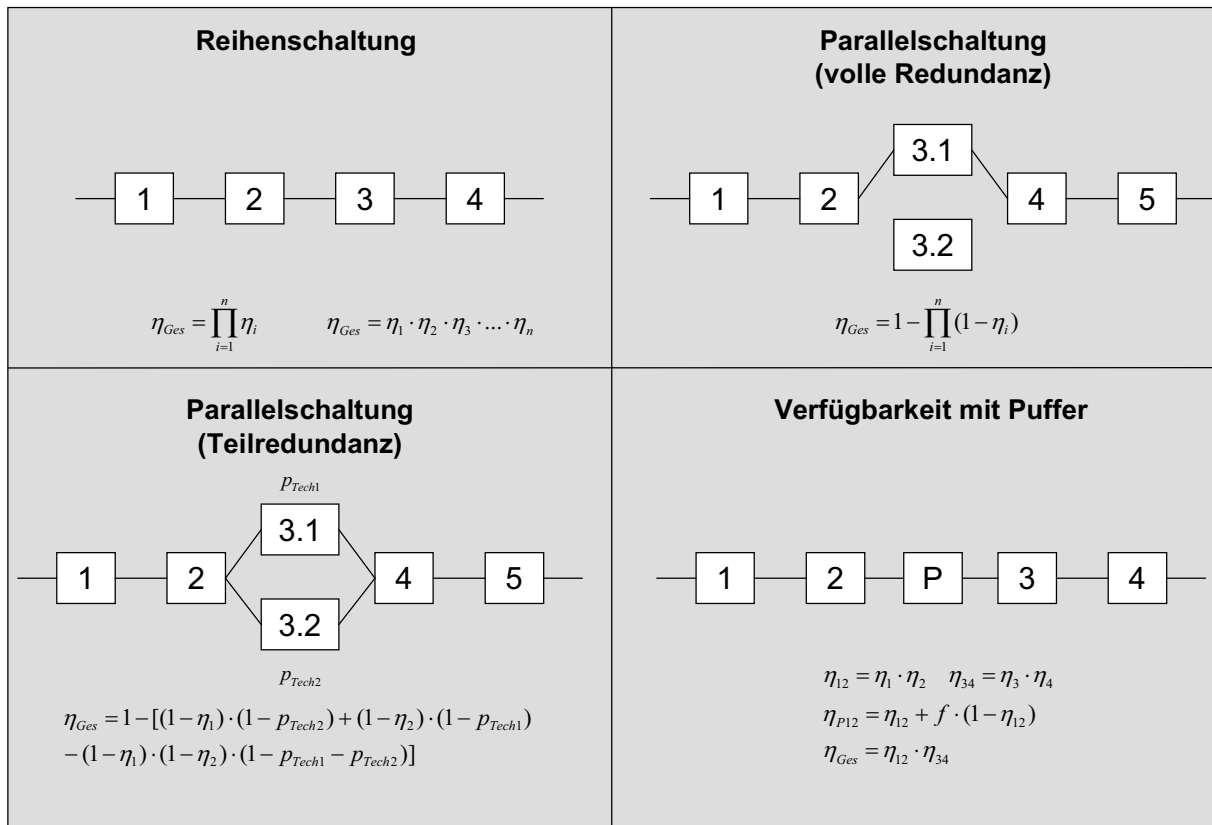 Reihenschaltung
1 2 3 4
η_Ges = ∏_{i=1}^{n} η_i    η_Ges = η_1 · η_2 · η_3 · ... · η_n
Parallelschaltung
(volle Redundanz)
3.1
1 2 4 5
3.2
η_Ges = 1 − ∏_{i=1}^{n} (1 − η_i)
Parallelschaltung
(Teilredundanz)
p_Tech1
3.1
1 2 4 5
3.2
p_Tech2
η_Ges = 1 − [(1 − η_1) · (1 − p_Tech2) + (1 − η_2) · (1 − p_Tech1)
− (1 − η_1) · (1 − η_2) · (1 − p_Tech1 − p_Tech2)]
Verfügbarkeit mit Puffer
1 2 P 3 4
η_12 = η_1 · η_2    η_34 = η_3 · η_4
η_P12 = η_12 + f · (1 − η_12)
η_Ges = η_12 · η_34